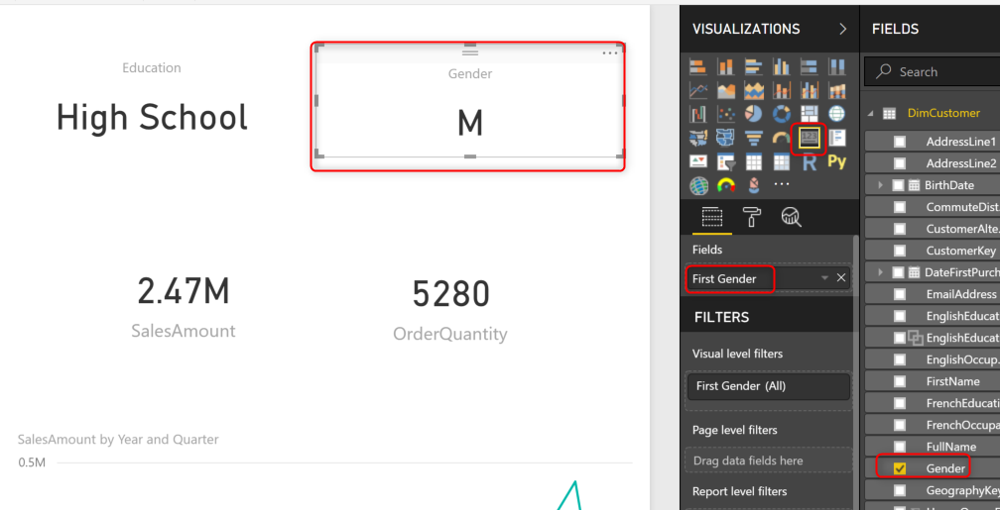 Education
High School
Gender
M
2.47M
SalesAmount
5280
OrderQuantity
SalesAmount by Year and Quarter
0.5M
VISUALIZATIONS
R Py
Fields
First Gender
FILTERS
Visual level filters
First Gender (All)
Page level filters
Drag data fields here
Report level filters
FIELDS
Search
DimCustomer
AddressLine1
AddressLine2
BirthDate
CommuteDist
CustomerAlte.
CustomerKey
DateFirstPurch
EmailAddress
EnglishEducat
EnglishEducat
EnglishOccup.
FirstName
FrenchEducati
FrenchOccupa
FullName
Gender
GeographyKey